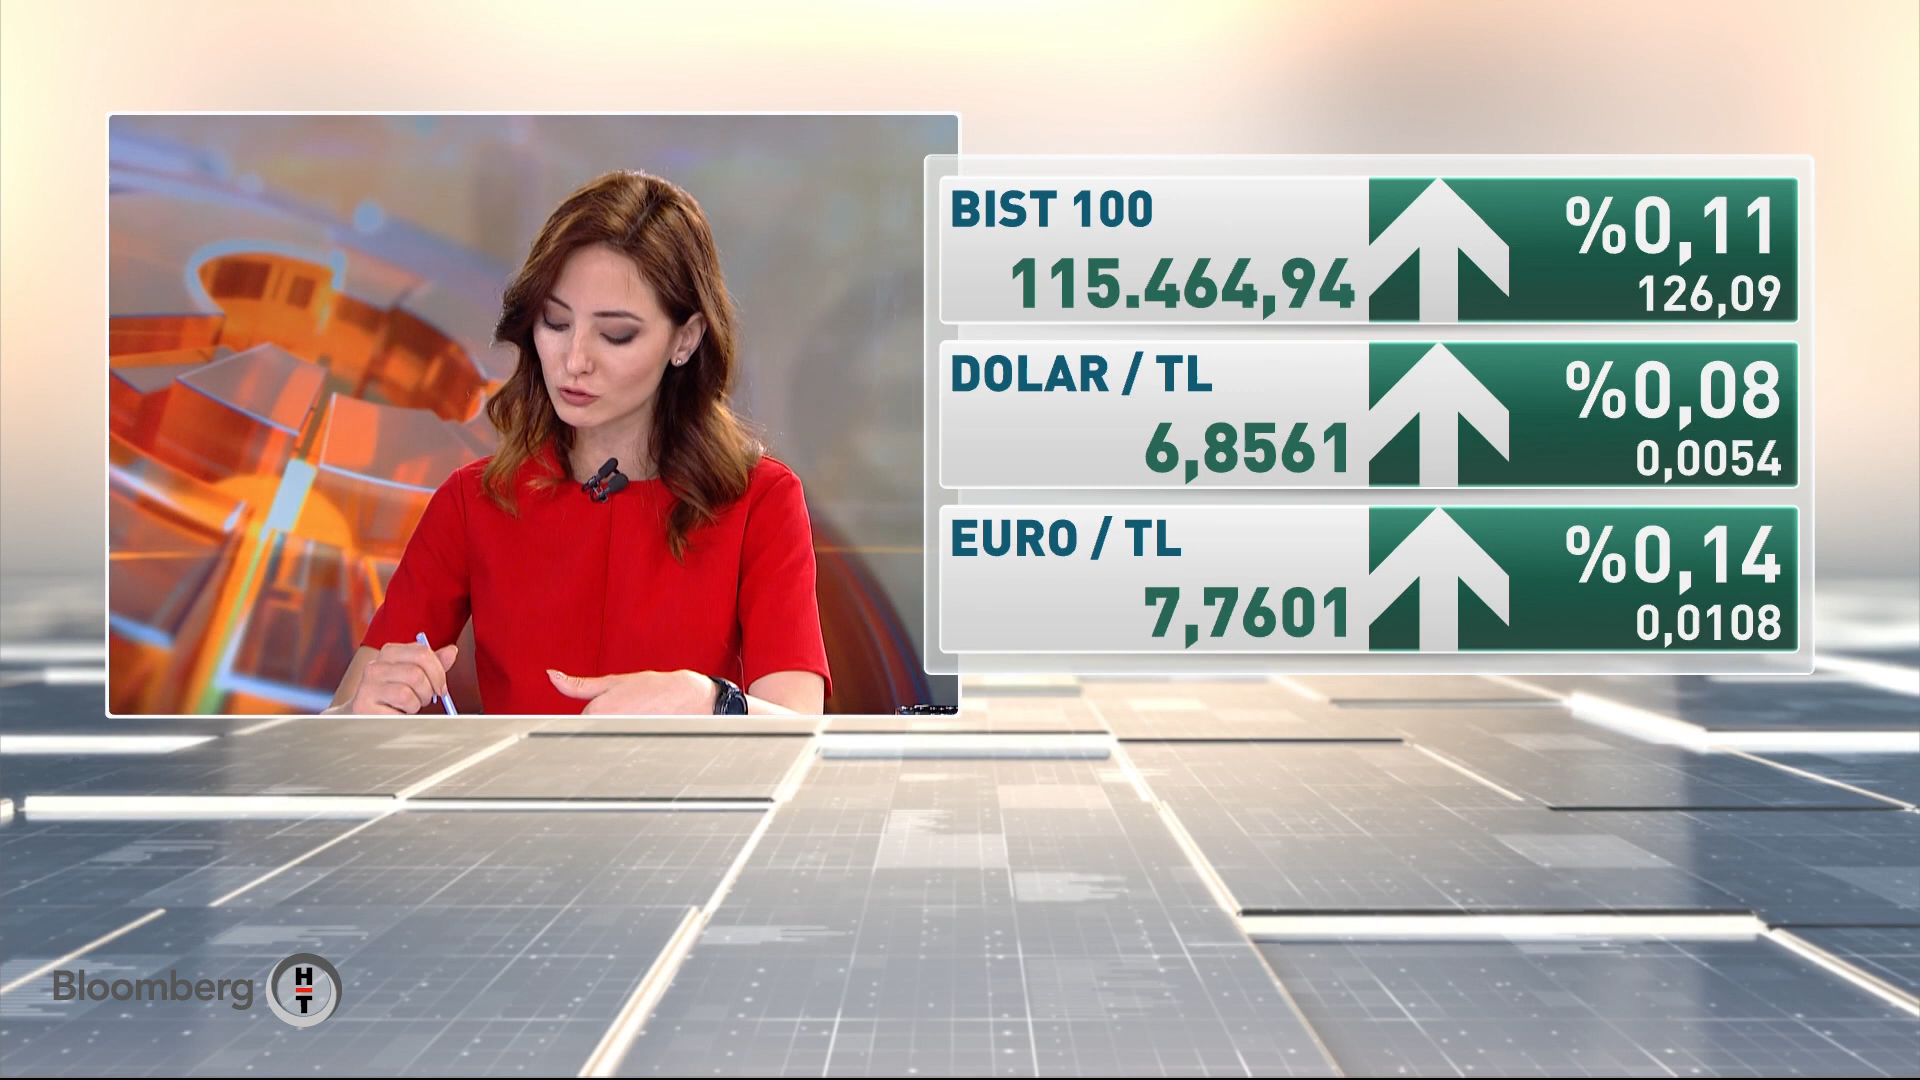 BIST 100
115.464,94
%0,11
126,09
DOLAR / TL
6,8561
%0,08
0,0054
EURO / TL
7,7601
%0,14
0,0108
Bloomberg HT